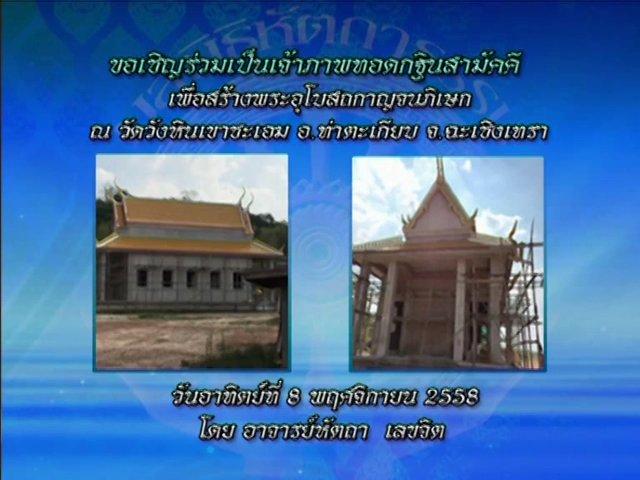 ขอเชิญร่วมเป็นเจ้าภาพทอดกฐินสามัคคี
เพื่อสร้างพระอุโบสถกาญจนภิเษก
ณ วัดวังหินเขาชะเอม อ.ท่าตะเกียบ จ.ฉะเชิงเทรา
วันอาทิตย์ที่ 8 พฤศจิกายน 2558
โดย อาจารย์หัตถา เลขจิต